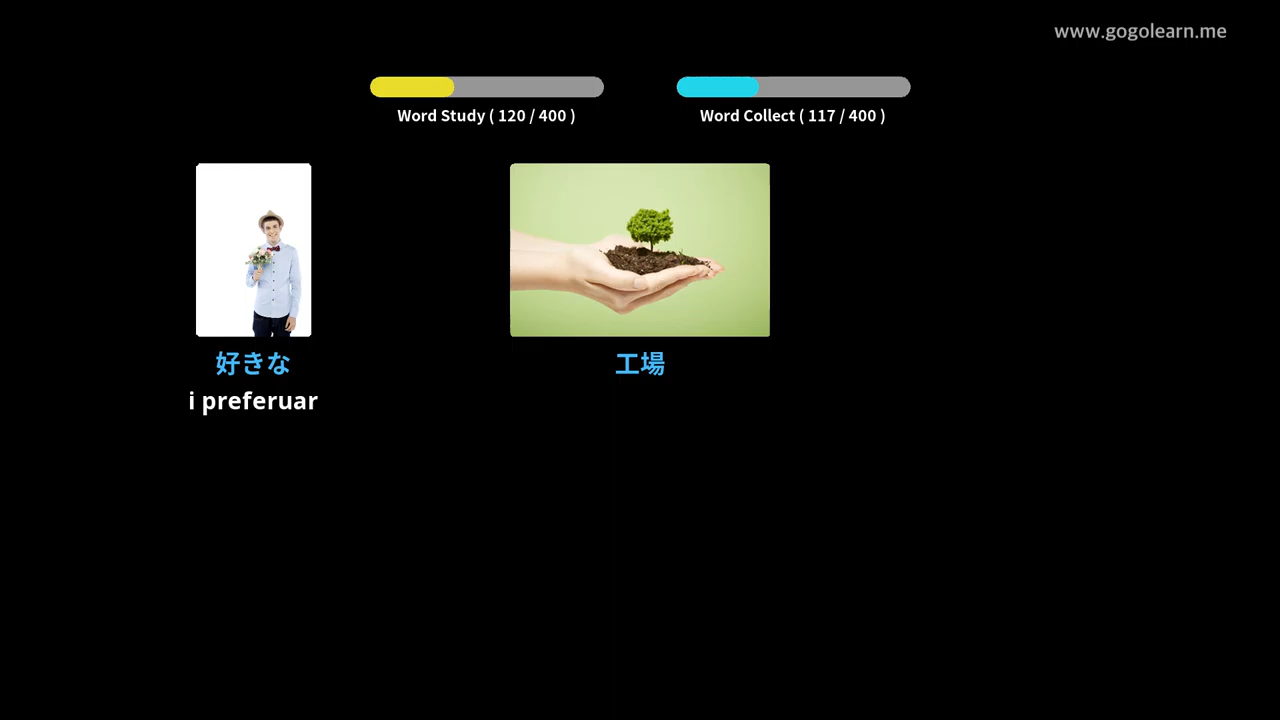 www.gogolearn.me
Word Study ( 120 / 400 )
Word Collect ( 117 / 400 )
好きな
i preferuar
工場